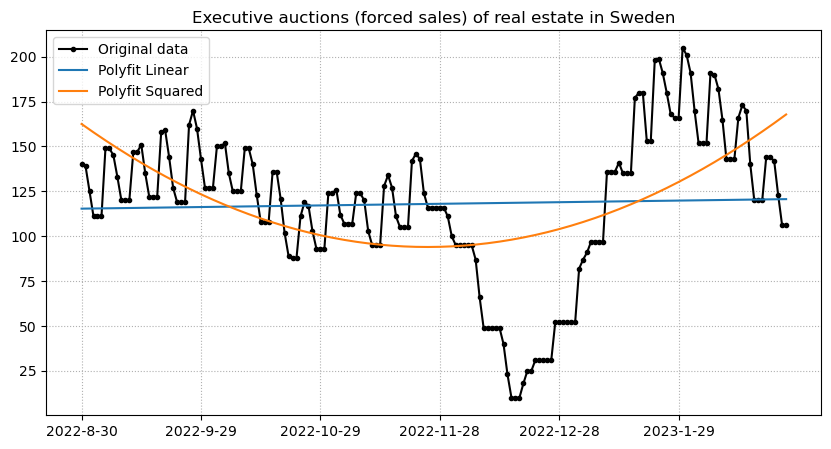 Executive auctions (forced sales) of real estate in Sweden
Original data
Polyfit Linear
Polyfit Squared
200
175
150
125
100
75
50
25
2022-8-30 2022-9-29 2022-10-29 2022-11-28 2022-12-28 2023-1-29